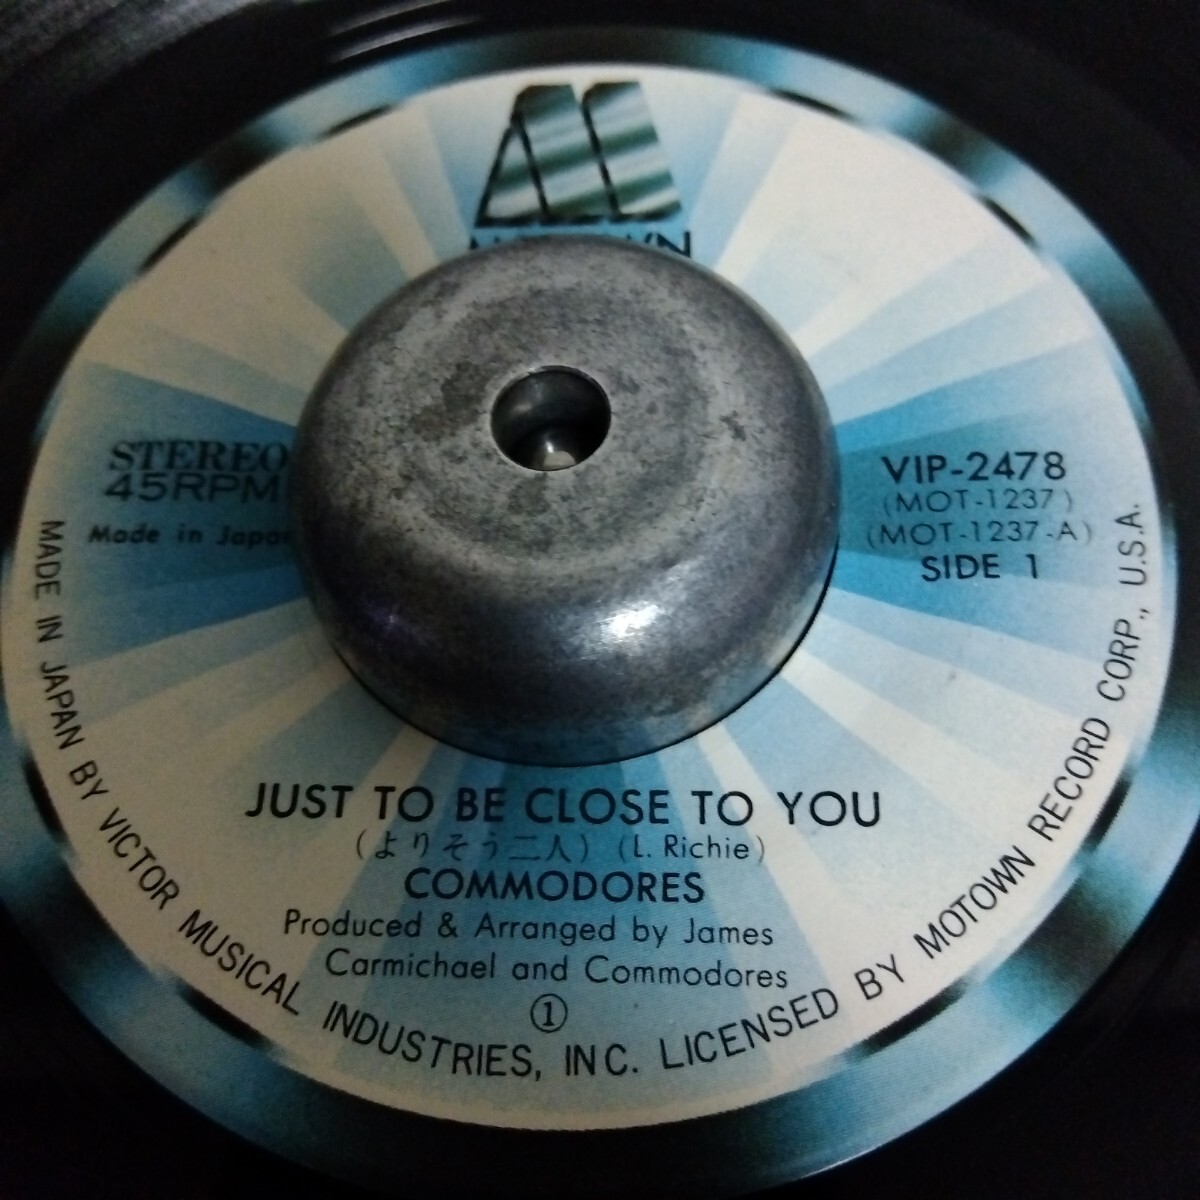 STEREO
45RPM
Made in Japan
VIP-2478
(MOT-1237)
(MOT-1237-A)
SIDE 1
JUST TO BE CLOSE TO YOU
(よりそう二人) (L. Richie)
COMMODORES
Produced & Arranged by James
Carmichael and Commodores
①
MADE IN JAPAN BY VICTOR MUSICAL INDUSTRIES, INC. LICENSED BY MOTOWN RECORD CORP., U.S.A.